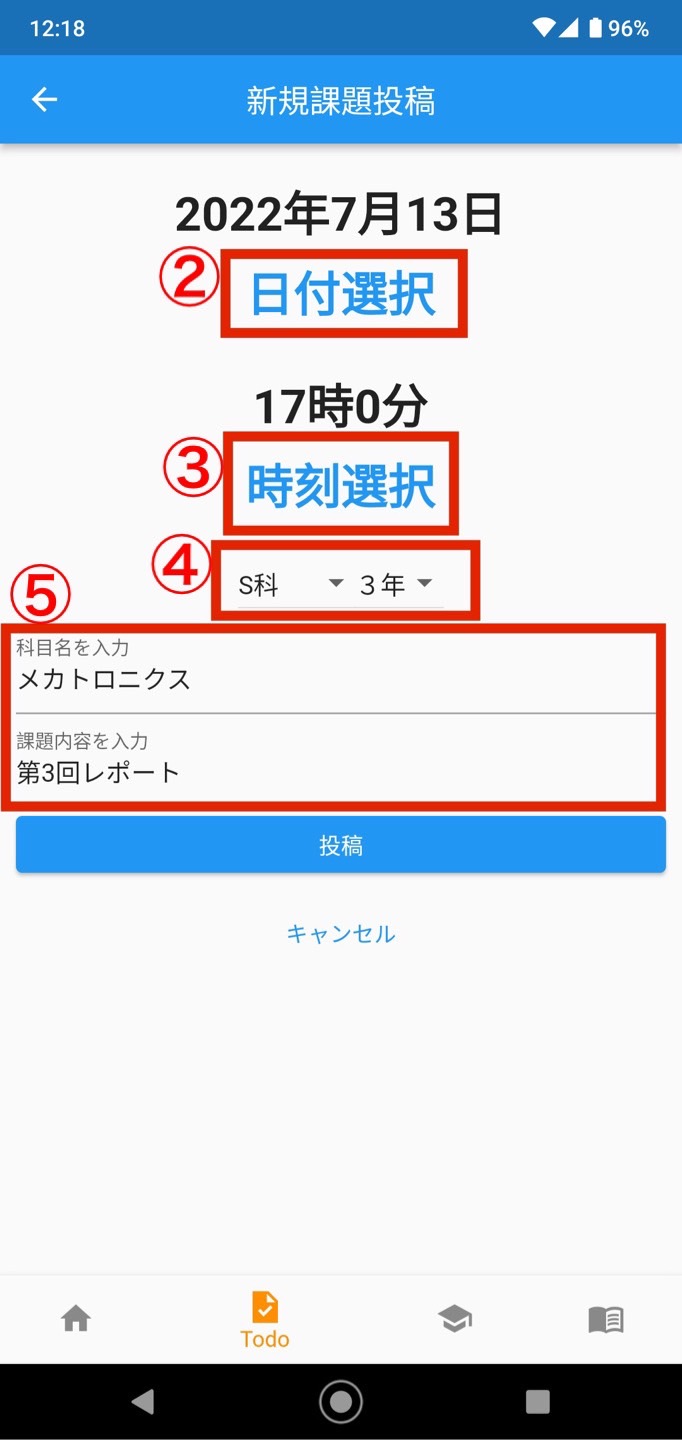 12:18 96%
新規課題投稿
2022年7月13日
② 日付選択
17時0分
③ 時刻選択
④ S科 3年
⑤
科目名を入力
メカトロニクス
課題内容を入力
第3回レポート
投稿
キャンセル
Todo